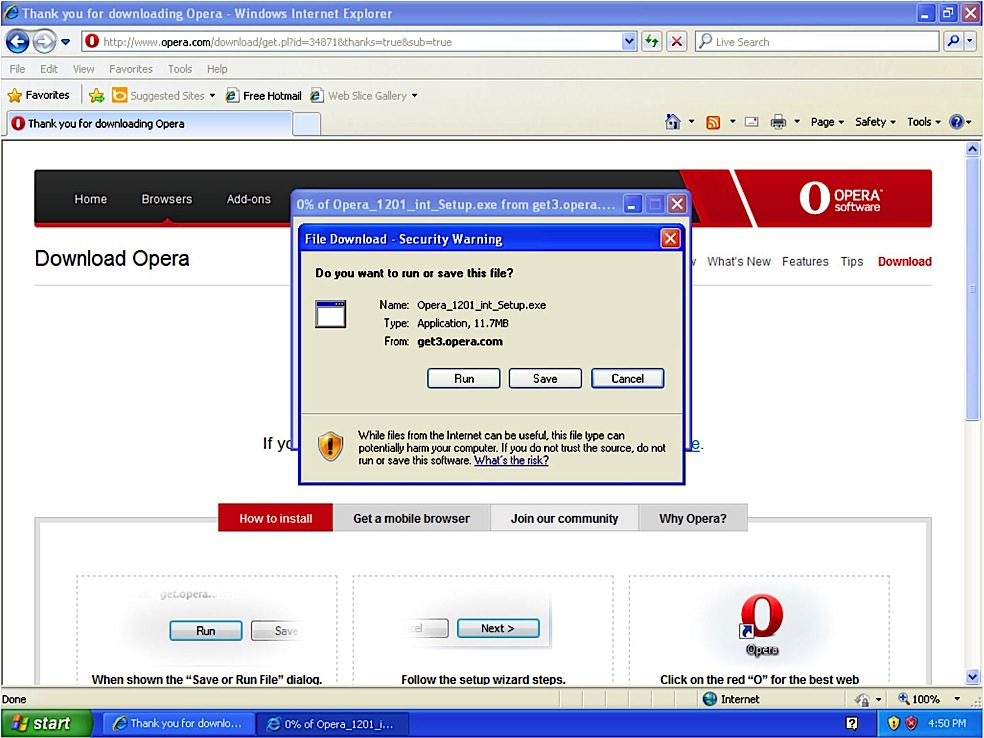 Thank you for downloading Opera - Windows Internet Explorer
http://www.opera.com/download/get.pl?id=34871&thanks=true&sub=true
Live Search
File Edit View Favorites Tools Help
Favorites Suggested Sites Free Hotmail Web Slice Gallery
Thank you for downloading Opera
Page Safety Tools
Home Browsers Add-ons
OPERA
software
0% of Opera_1201_int_Setup.exe from get3.opera....
Download Opera
What's New Features Tips Download
File Download - Security Warning
Do you want to run or save this file?
Name: Opera_1201_int_Setup.exe
Type: Application, 11.7MB
From: get3.opera.com
Run Save Cancel
If yo
e.
While files from the Internet can be useful, this file type can
potentially harm your computer. If you do not trust the source, do not
run or save this software. What's the risk?
How to install Get a mobile browser Join our community Why Opera?
get.opera.
Run Save
Next >
Opera
When shown the “Save or Run File” dialog,
Follow the setup wizard steps.
Click on the red “O” for the best web
Done
Internet
100%
start
Thank you for downlo...
0% of Opera_1201_i...
4:50 PM